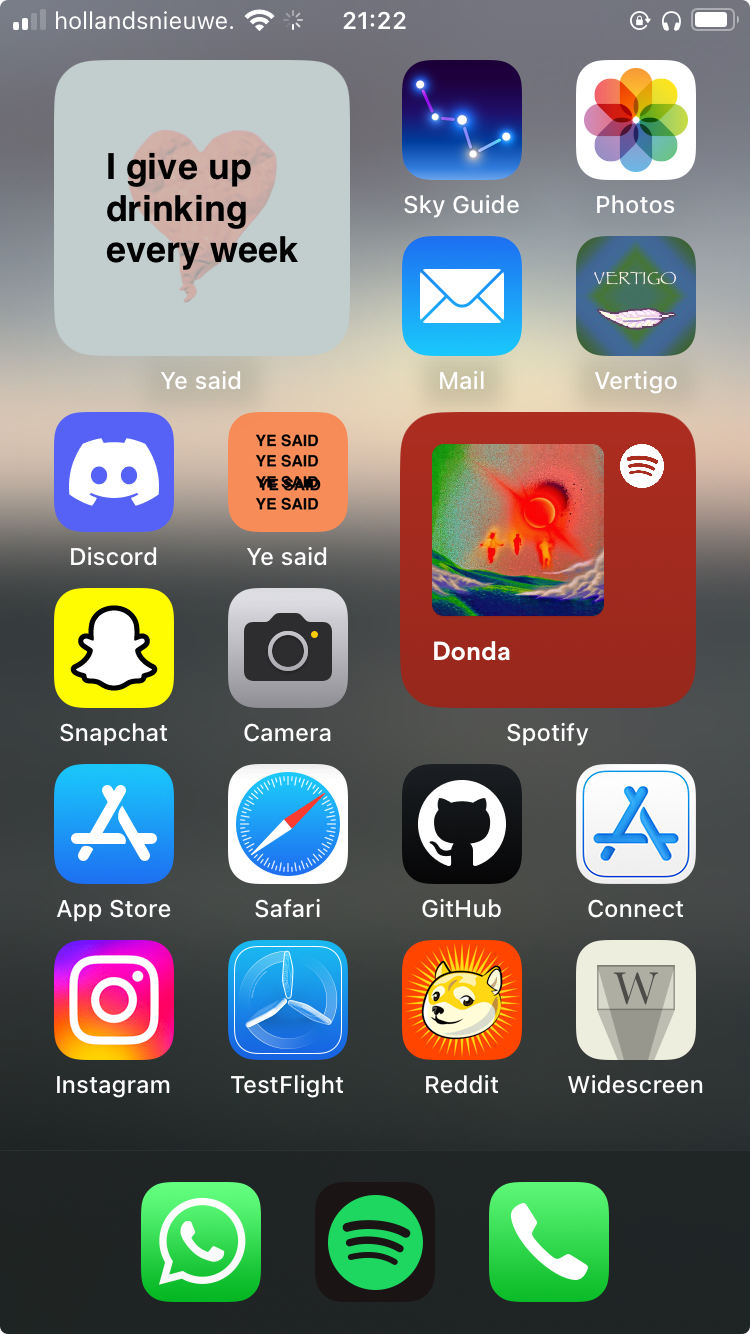 hollandsnieuwe. 21:22
I give up
drinking
every week
Ye said
Sky Guide
Photos
Mail
VERTIGO
Vertigo
Discord
YE SAID
YE SAID
YE SAID
YE SAID
Ye said
Donda
Spotify
Snapchat
Camera
App Store
Safari
GitHub
Connect
Instagram
TestFlight
Reddit
W
Widescreen